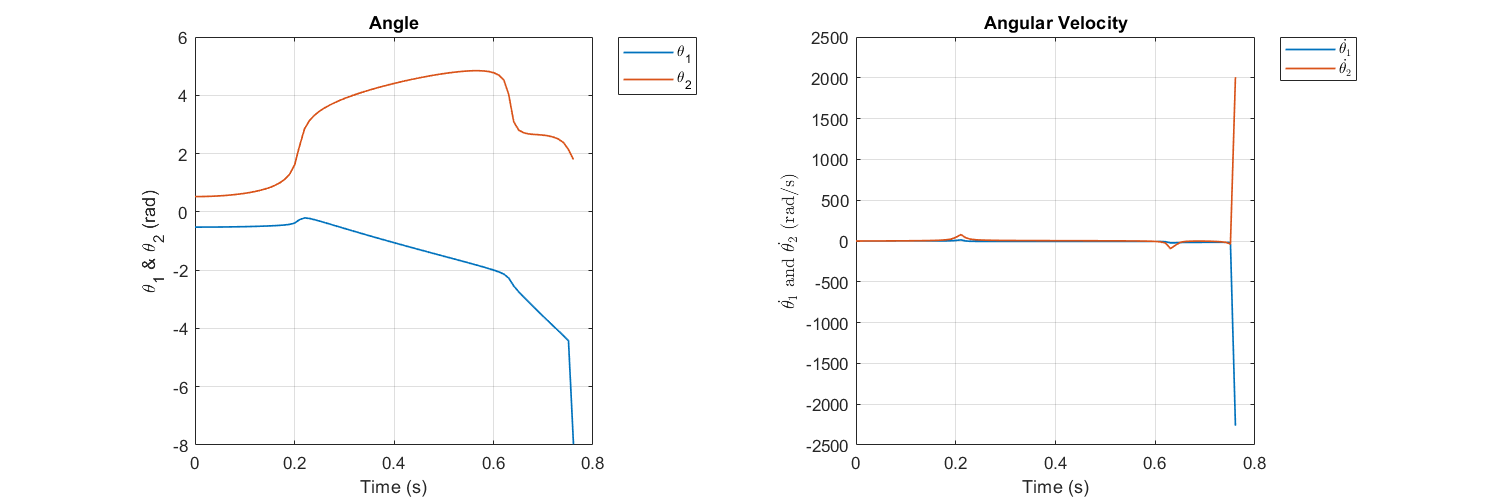 Angle
θ₁
θ₂
6
4
2
0
-2
-4
-6
-8
θ₁ & θ₂ (rad)
0 0.2 0.4 0.6 0.8
Time (s)
Angular Velocity
θ̇₁
θ̇₂
2500
2000
1500
1000
500
0
-500
-1000
-1500
-2000
-2500
θ̇₁ and θ̇₂ (rad/s)
0 0.2 0.4 0.6 0.8
Time (s)